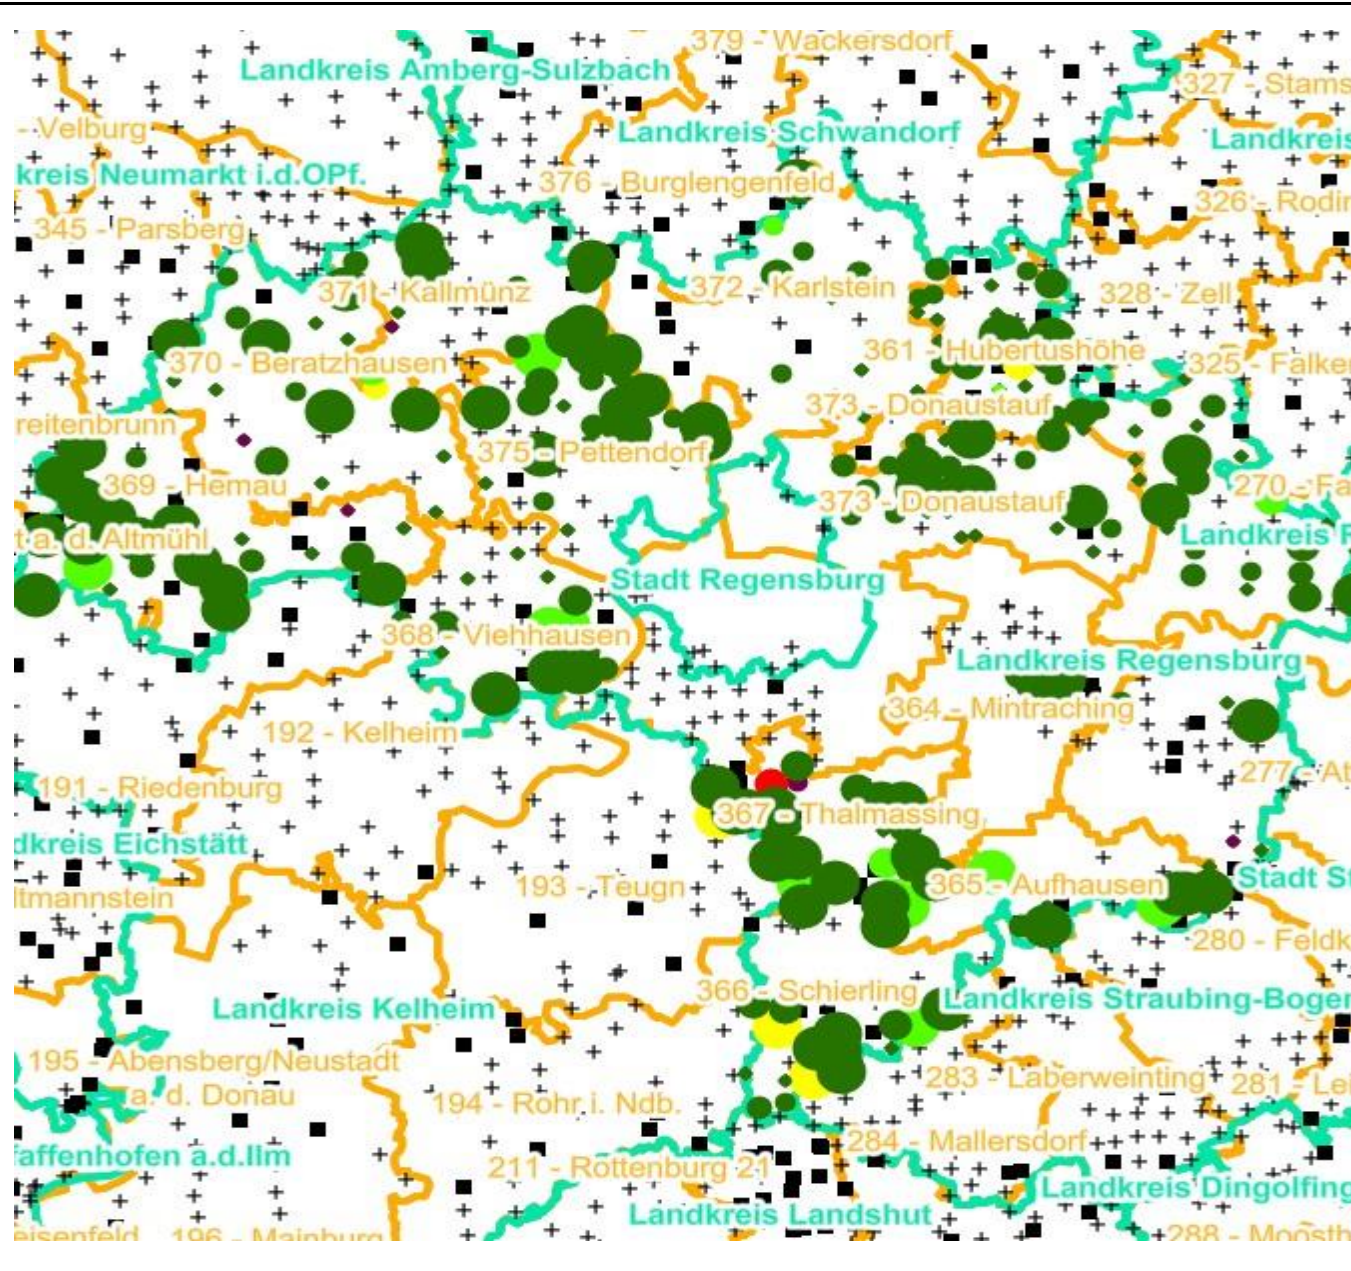 379 - Wackersdorf
Landkreis Amberg-Sulzbach
327 - Stams
- Velburg
Landkreis Schwandorf
Landkreis
kreis Neumarkt i.d.OPf.
376 - Burglengenfeld
326 - Rodin
345 - Parsberg
371 - Kallmünz
372 - Karlstein
328 - Zell
370 - Beratzhausen
361 - Hubertushöhe
325 - Falken
373 - Donaustauf
reitenbrunn
375 - Pettendorf
369 - Hemau
373 - Donaustauf
270 - Fa
t a. d. Altmühl
Landkreis R
Stadt Regensburg
368 - Viehhausen
Landkreis Regensburg
364 - Mintraching
192 - Kelheim
277 - At
191 - Riedenburg
367 - Thalmassing
dkreis Eichstätt
193 - Teugn
365 - Aufhausen
Stadt St
ltmannstein
280 - Feldk
366 - Schierling
Landkreis Straubing-Bogen
Landkreis Kelheim
195 - Abensberg/Neustadt
a. d. Donau
283 - Laberweinting
281 - Lei
194 - Rohr i. Ndb.
284 - Mallersdorf
faffenhofen a.d.Ilm
211 - Rottenburg 21
Landkreis Dingolfing
Landkreis Landshut
eisenfeld
196 - Mainburg
288 - Moosth